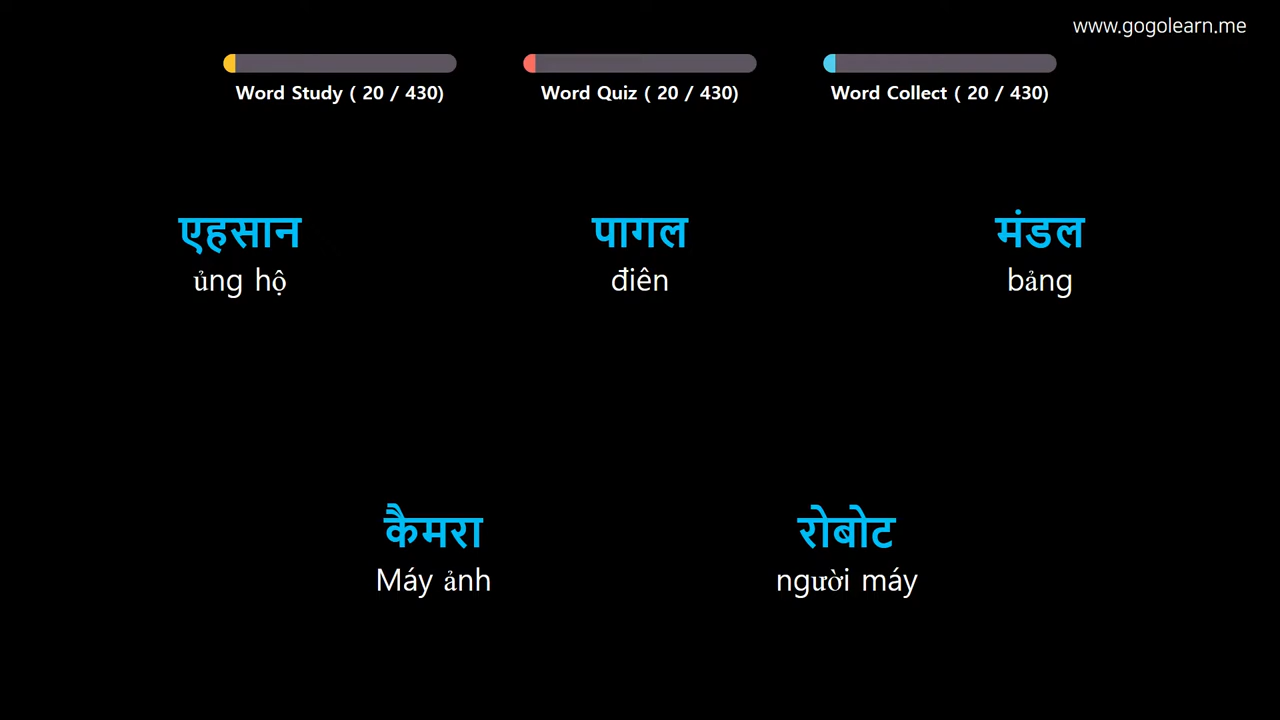 www.gogolearn.me
Word Study ( 20 / 430)
Word Quiz ( 20 / 430)
Word Collect ( 20 / 430)
एहसान
ủng hộ
पागल
điên
मंडल
bảng
कैमरा
Máy ảnh
रोबोट
người máy